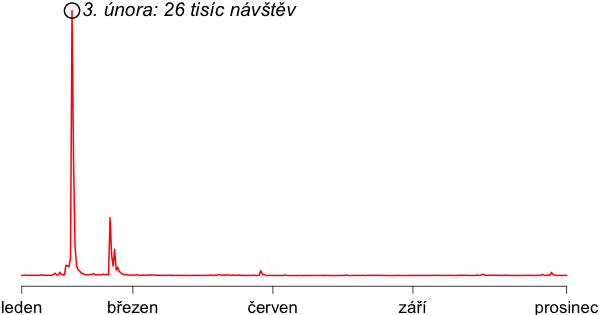 3. února: 26 tisíc návštěv
leden březen červen září prosinec